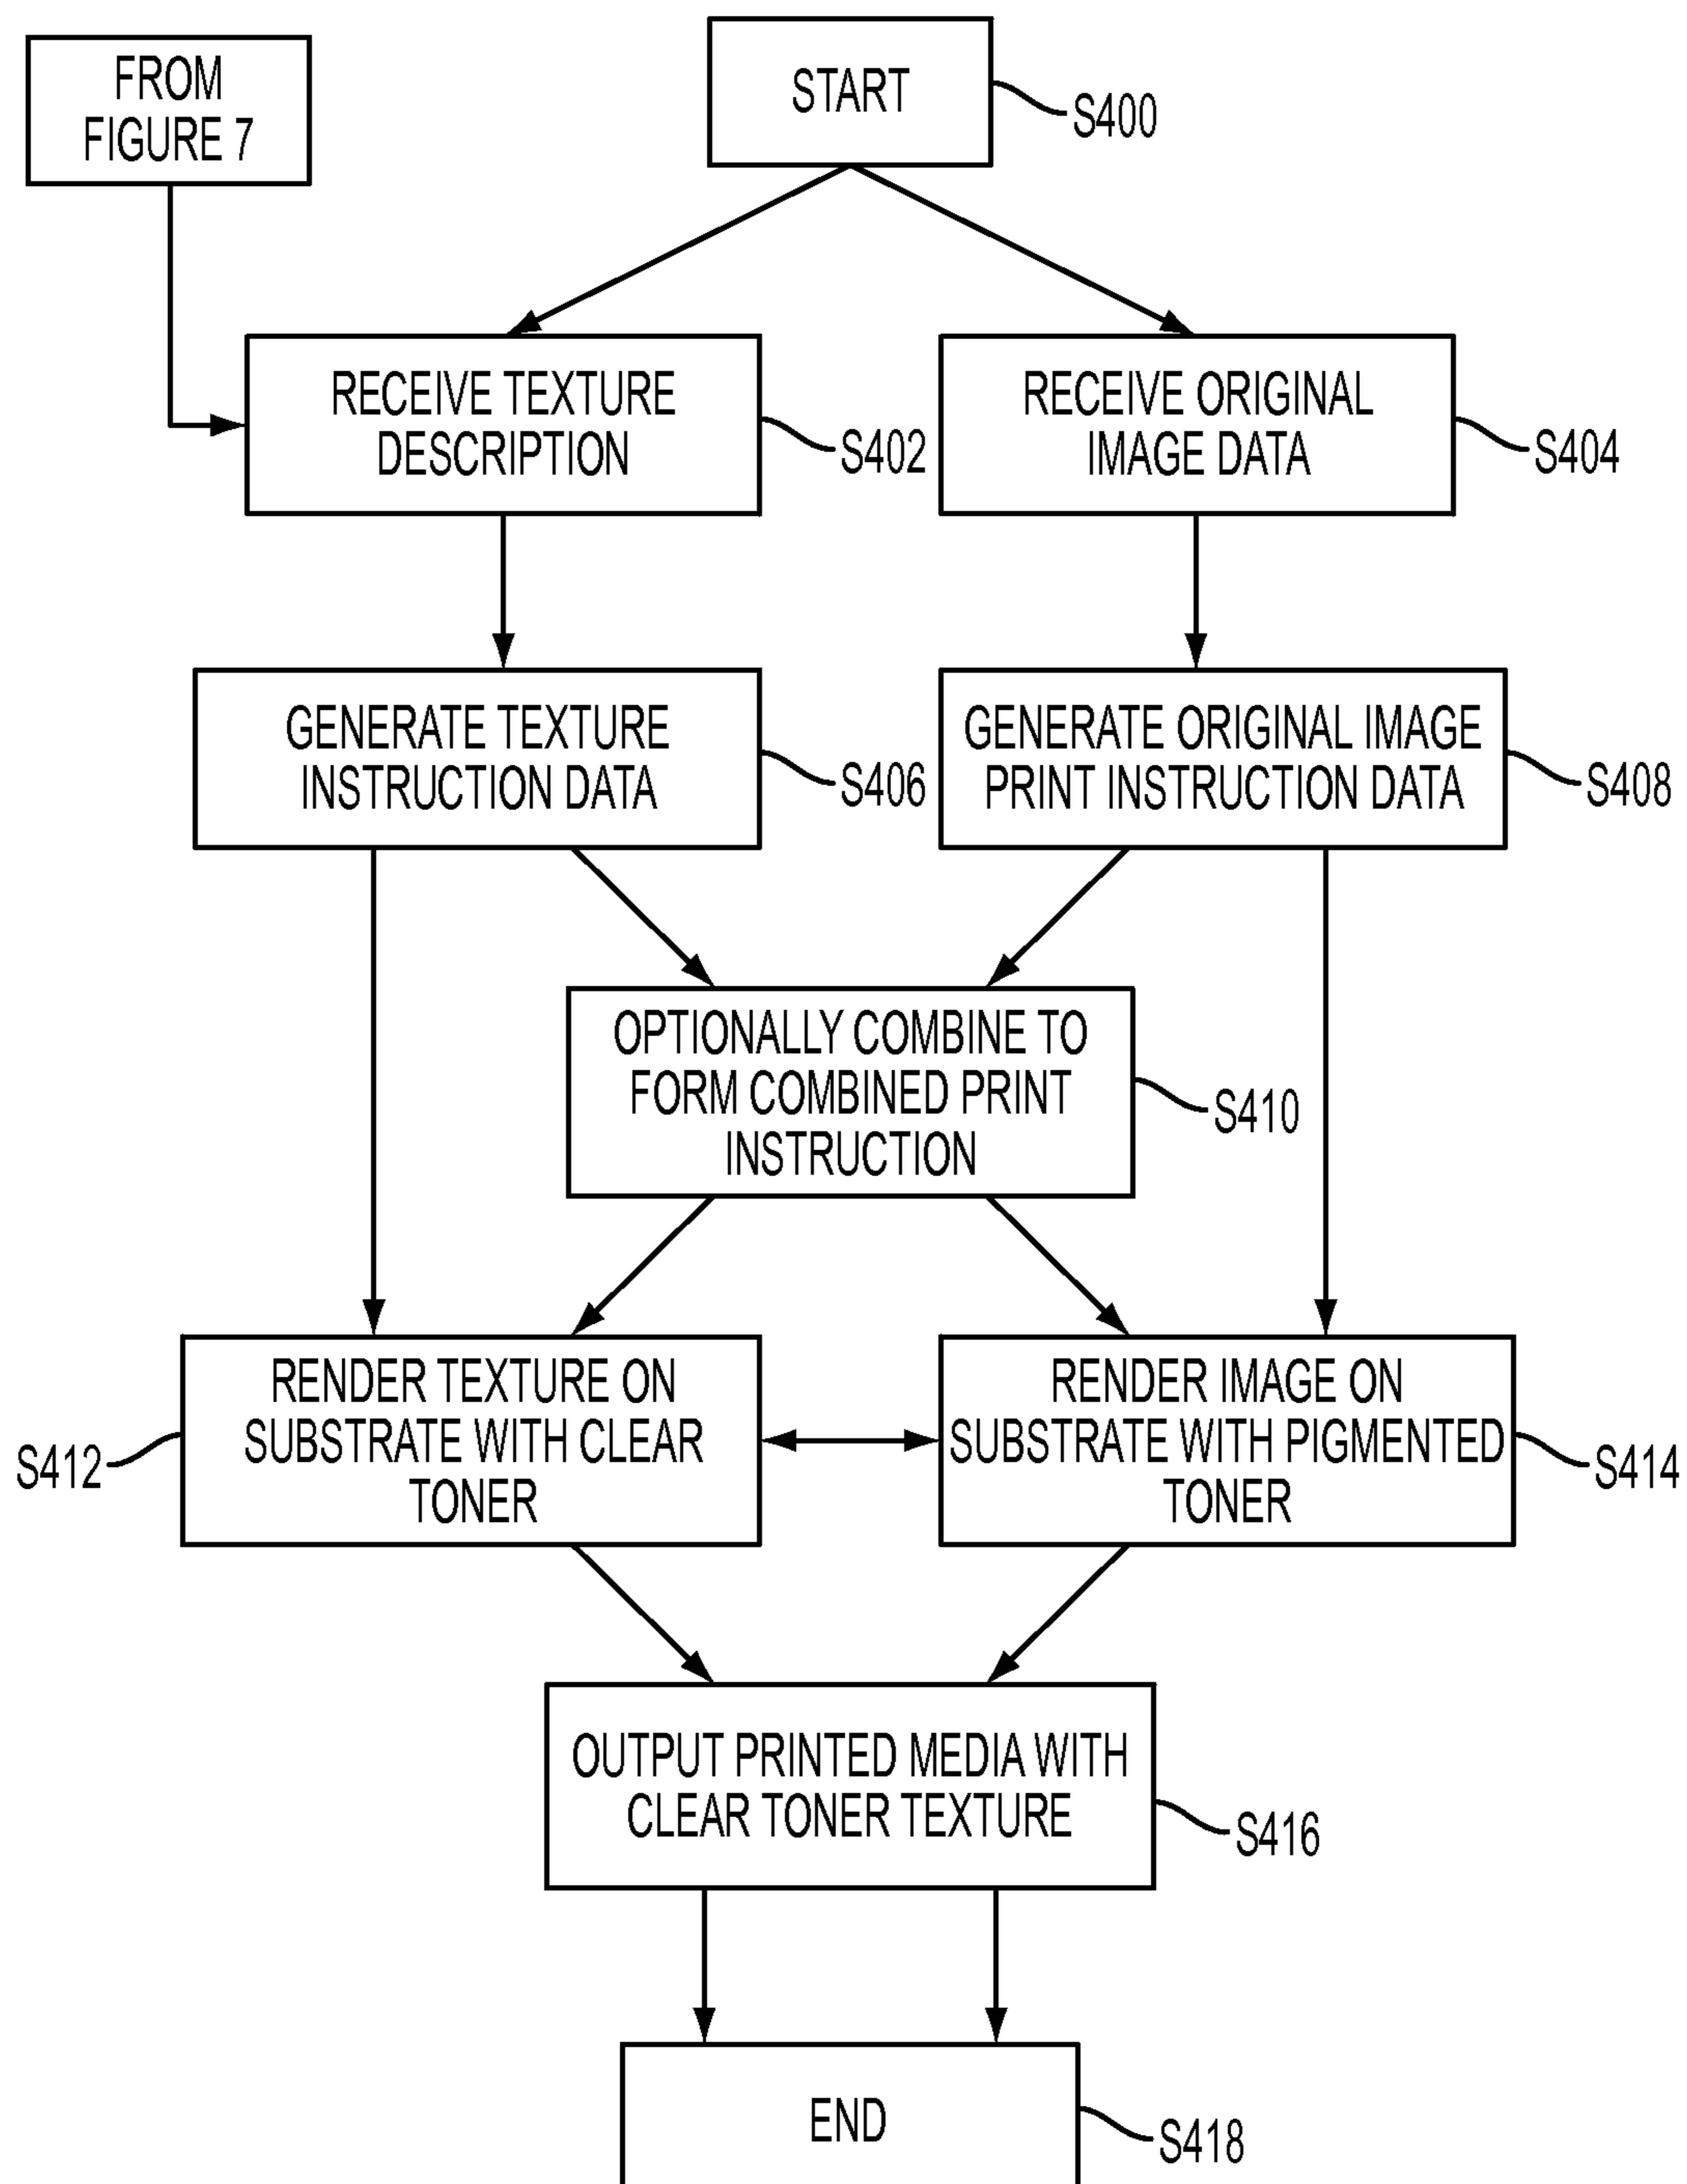 FROM
FIGURE 7
START
S400
RECEIVE TEXTURE
DESCRIPTION
S402
RECEIVE ORIGINAL
IMAGE DATA
S404
GENERATE TEXTURE
INSTRUCTION DATA
S406
GENERATE ORIGINAL IMAGE
PRINT INSTRUCTION DATA
S408
OPTIONALLY COMBINE TO
FORM COMBINED PRINT
INSTRUCTION
S410
RENDER TEXTURE ON
SUBSTRATE WITH CLEAR
TONER
S412
RENDER IMAGE ON
SUBSTRATE WITH PIGMENTED
TONER
S414
OUTPUT PRINTED MEDIA WITH
CLEAR TONER TEXTURE
S416
END
S418